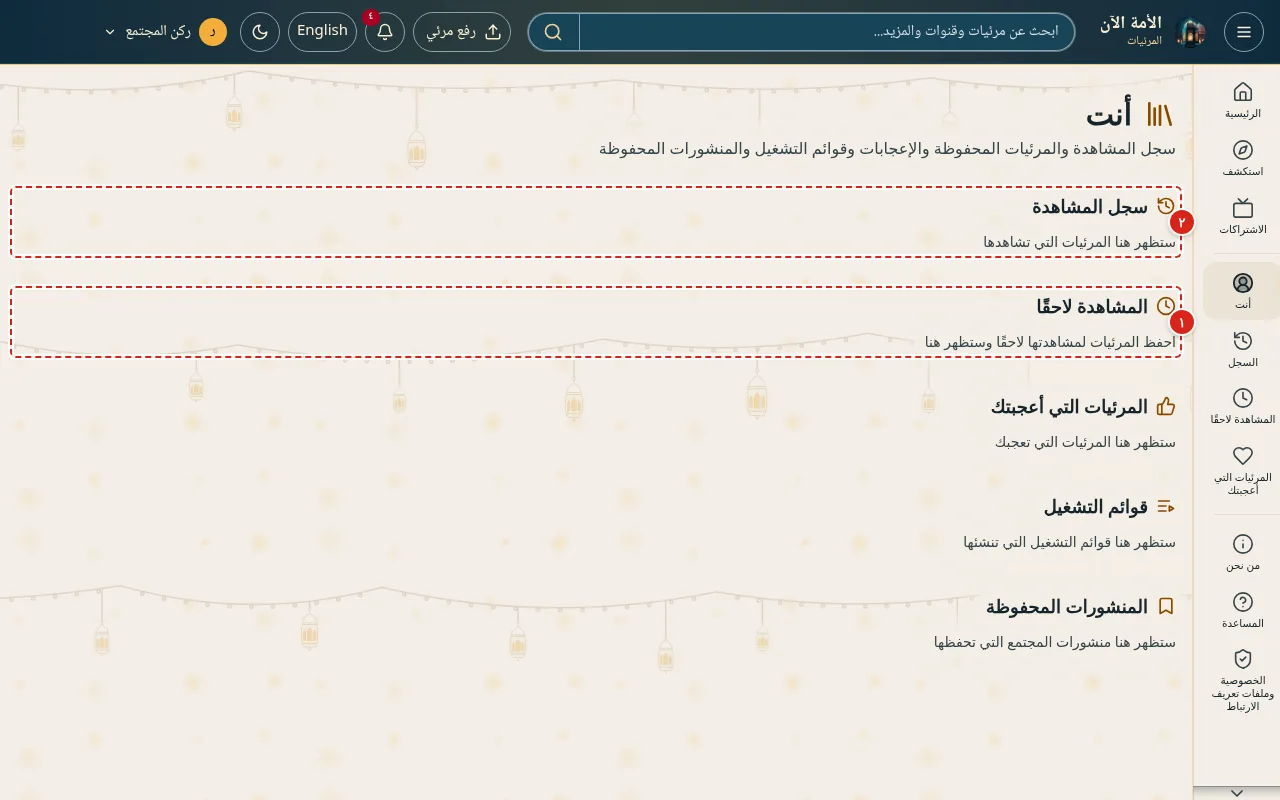 الأمة الآن
المرئيات
ابحث عن مرئيات وقنوات والمزيد...
رفع مرئي
٤
English
ر
ركن المجتمع
الرئيسية
استكشف
الاشتراكات
أنت
السجل
المشاهدة لاحقًا
المرئيات التي
أعجبتك
من نحن
المساعدة
الخصوصية
وملفات تعريف
الارتباط
أنت
سجل المشاهدة والمرئيات المحفوظة والإعجابات وقوائم التشغيل والمنشورات المحفوظة
سجل المشاهدة
٢
ستظهر هنا المرئيات التي تشاهدها
المشاهدة لاحقًا
١
احفظ المرئيات لمشاهدتها لاحقًا وستظهر هنا
المرئيات التي أعجبتك
ستظهر هنا المرئيات التي تعجبك
قوائم التشغيل
ستظهر هنا قوائم التشغيل التي تنشئها
المنشورات المحفوظة
ستظهر هنا منشورات المجتمع التي تحفظها